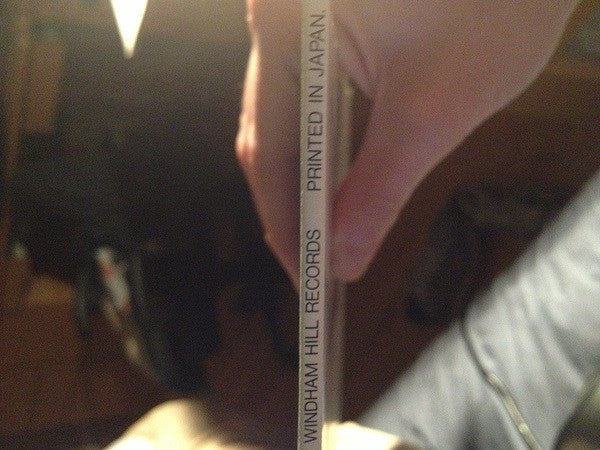 WINDHAM HILL RECORDS PRINTED IN JAPAN